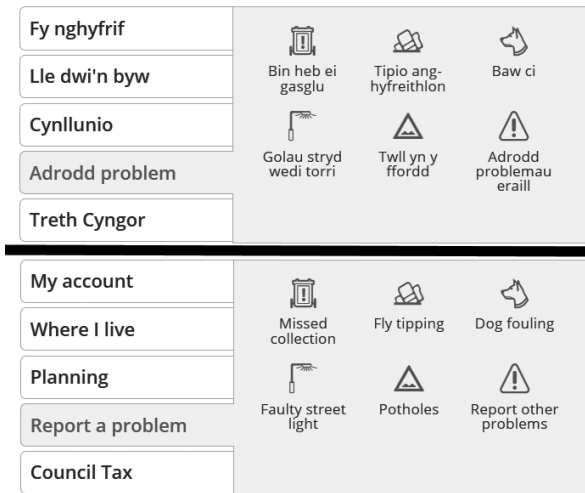 Fy nghyfrif
Lle dwi'n byw
Cynllunio
Adrodd problem
Treth Cyngor
Bin heb ei
gasglu
Tipio ang-
hyfreithlon
Baw ci
Golau stryd
wedi torri
Twll yn y
ffordd
Adrodd
problemau
eraill
My account
Where I live
Planning
Report a problem
Council Tax
Missed
collection
Fly tipping
Dog fouling
Faulty street
light
Potholes
Report other
problems